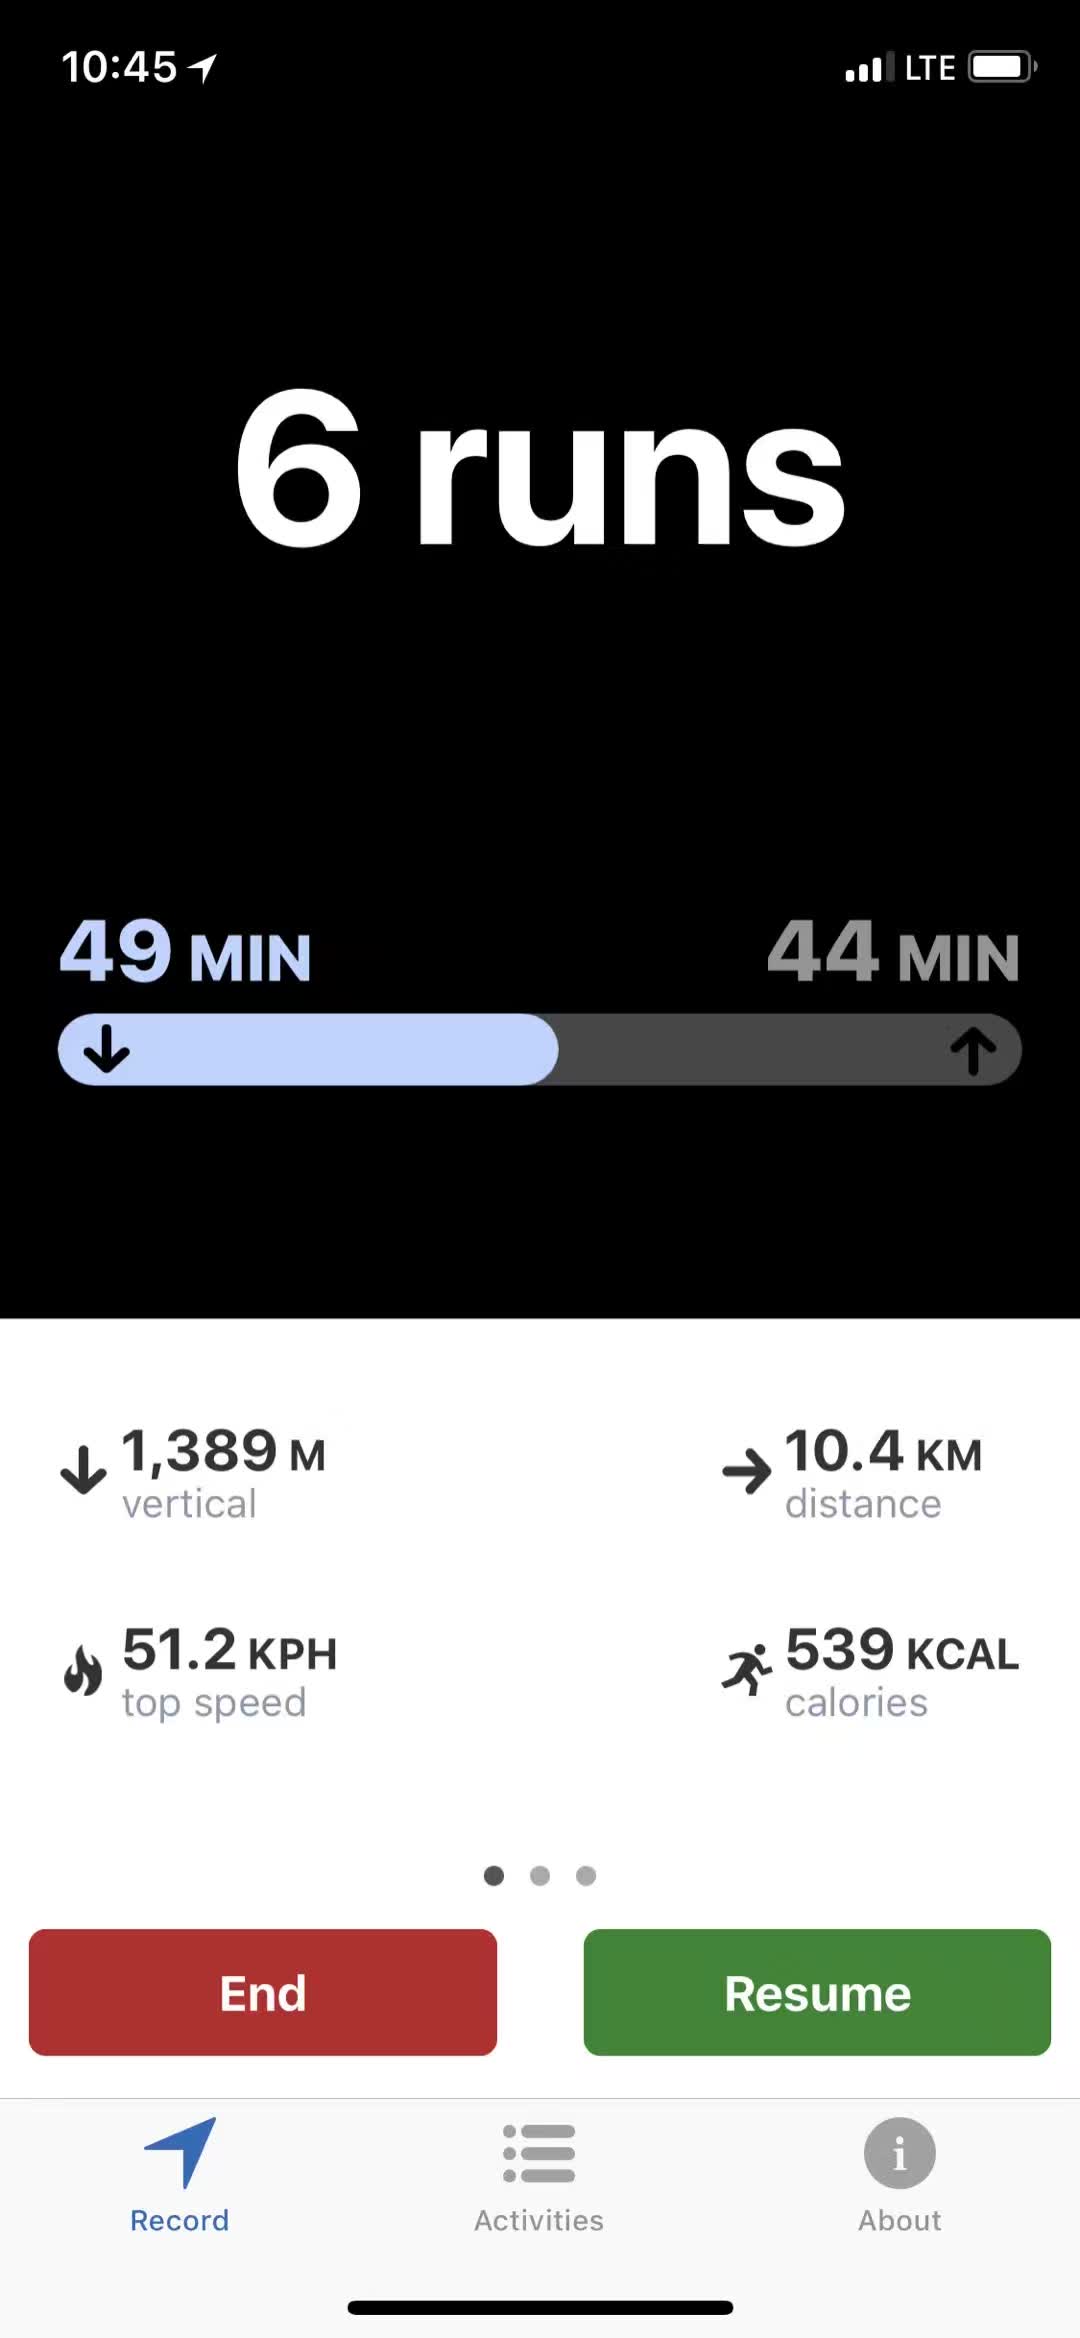 10:45 LTE
6 runs
49 MIN 44 MIN
1,389 M 10.4 KM
vertical distance
51.2 KPH 539 KCAL
top speed calories
End Resume
Record Activities About